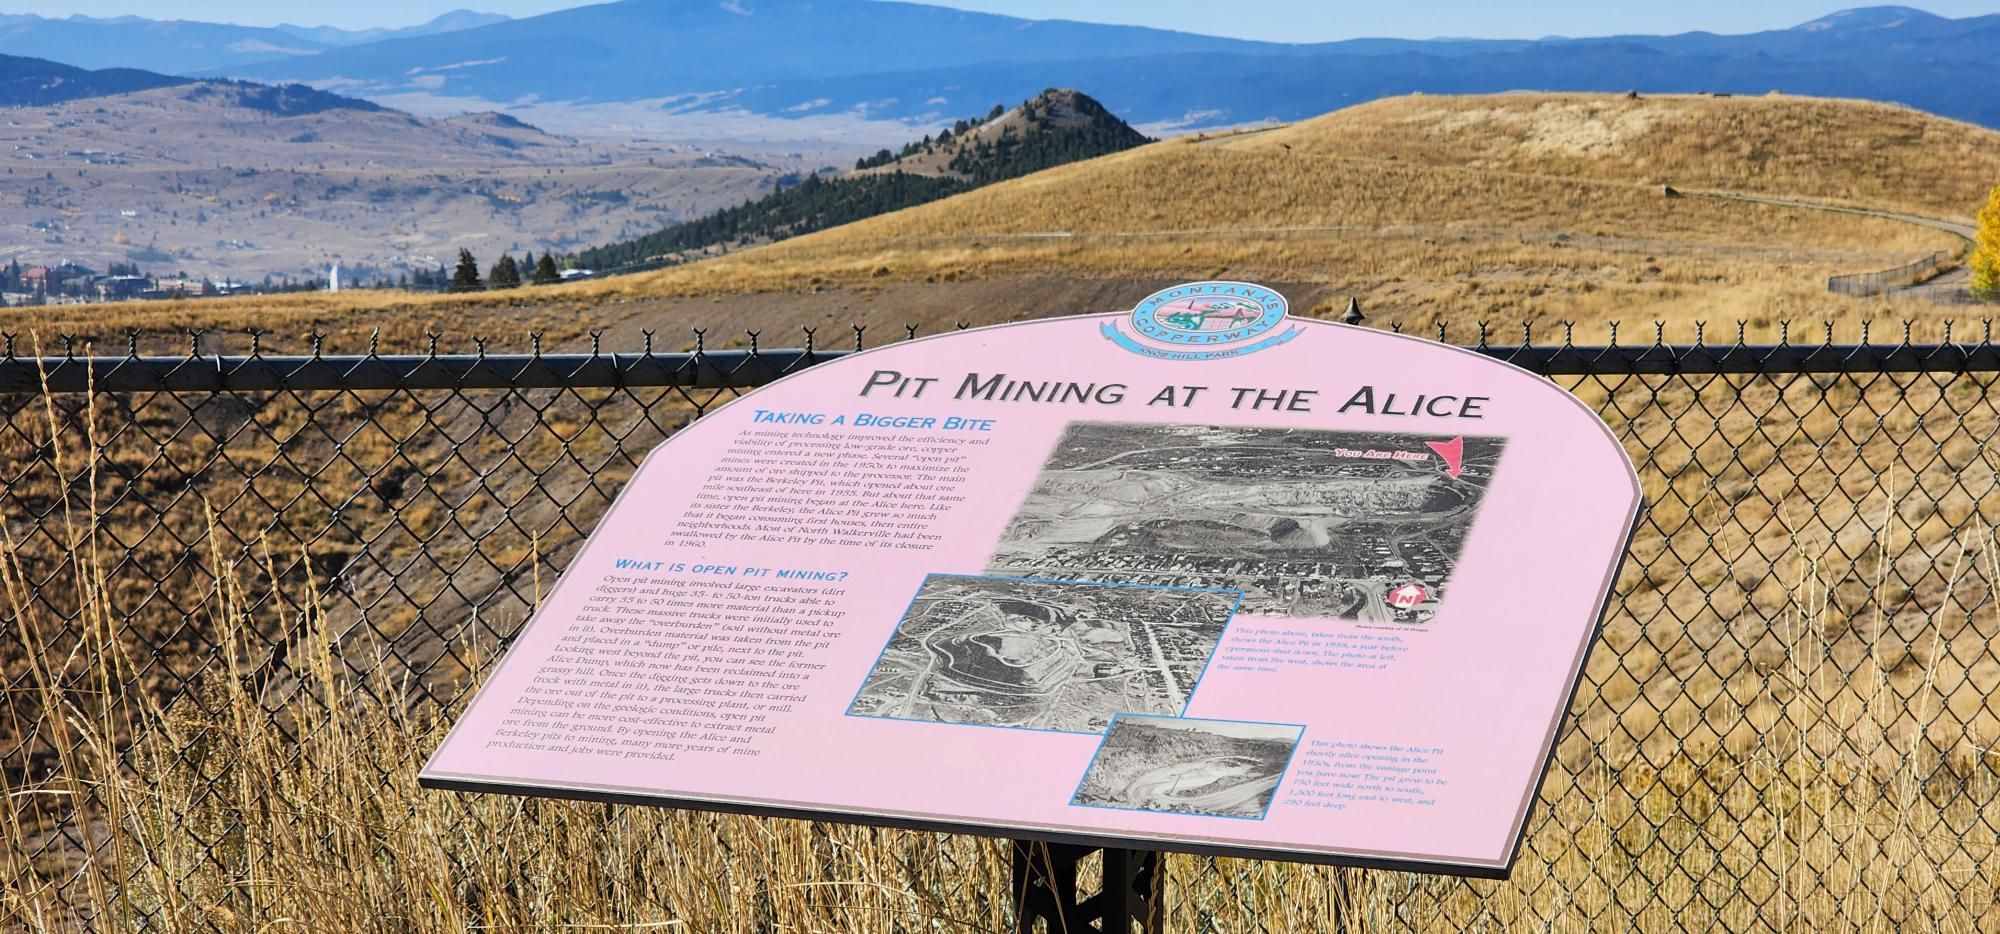 MONTANA'S
COPPERWAY
KNOB HILL PARK
PIT MINING AT THE ALICE
TAKING A BIGGER BITE
As mining technology improved the efficiency and
viability of processing low-grade ore, copper
mining entered a new phase. Several "open pit"
mines were created in the 1950s to maximize the
amount of ore shipped to the processor. The main
pit was the Berkeley Pit, which opened about one
mile southeast of here in 1955. But about that same
time, open pit mining began at the Alice here. Like
its sister the Berkeley, the Alice Pit grew so much
that it began consuming first houses, then entire
neighborhoods. Most of North Walkerville had been
swallowed by the Alice Pit by the time of its closure
in 1960.
WHAT IS OPEN PIT MINING?
Open pit mining involved large excavators (dirt
diggers) and huge 35- to 50-ton trucks able to
carry 35 to 50 times more material than a pickup
truck. These massive trucks were initially used to
take away the "overburden" (soil without metal ore
in it). Overburden material was taken from the pit
and placed in a "dump" or pile, next to the pit.
Looking west beyond the pit, you can see the former
Alice Dump, which now has been reclaimed into a
grassy hill. Once the digging gets down to the ore
(rock with metal in it), the large trucks then carried
the ore out of the pit to a processing plant, or mill.
Depending on the geologic conditions, open pit
mining can be more cost-effective to extract metal
ore from the ground. By opening the Alice and
Berkeley pits to mining, many more years of mine
production and jobs were provided.
YOU ARE HERE
N
Photos courtesy of Al Hooper
This photo above, taken from the south,
shows the Alice Pit in 1959, a year before
operations shut down. The photo at left,
taken from the west, shows the area at
the same time.
This photo shows the Alice Pit
shortly after opening in the
1950s, from the vantage point
you have now. The pit grew to be
750 feet wide north to south,
1,300 feet long east to west, and
290 feet deep.